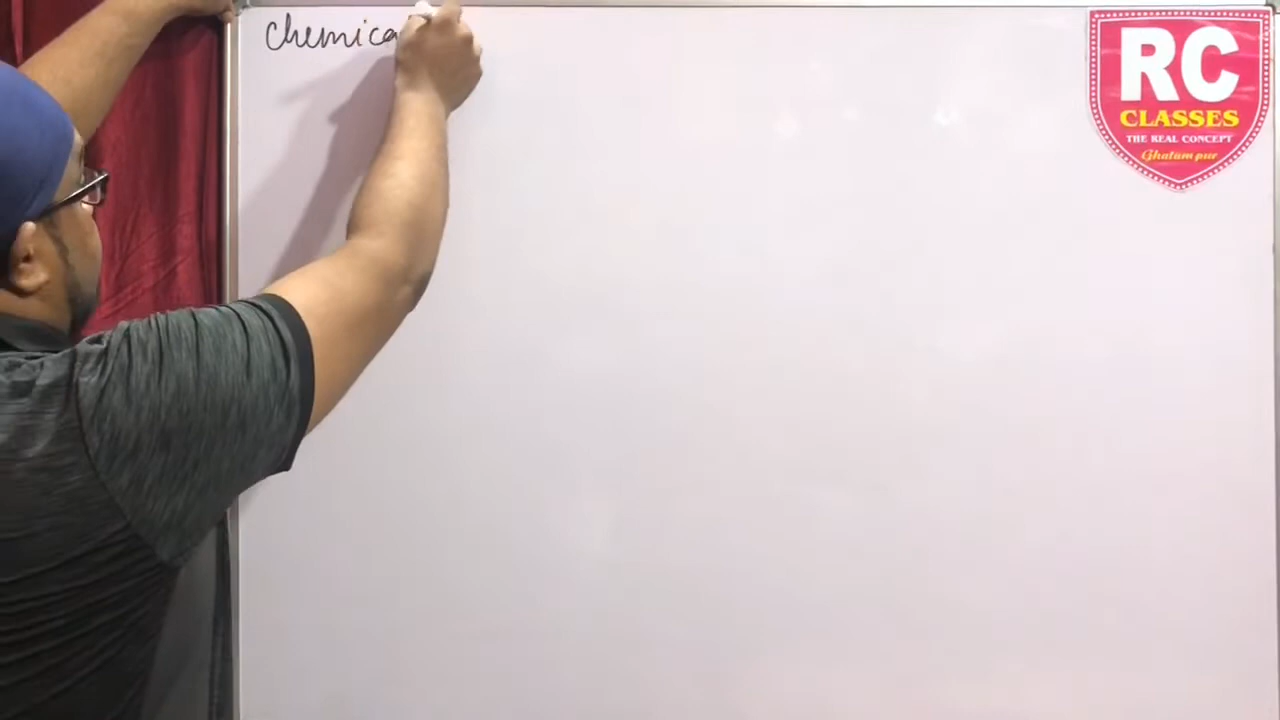 chemica
RC
CLASSES
THE REAL CONCEPT
Ghatampur